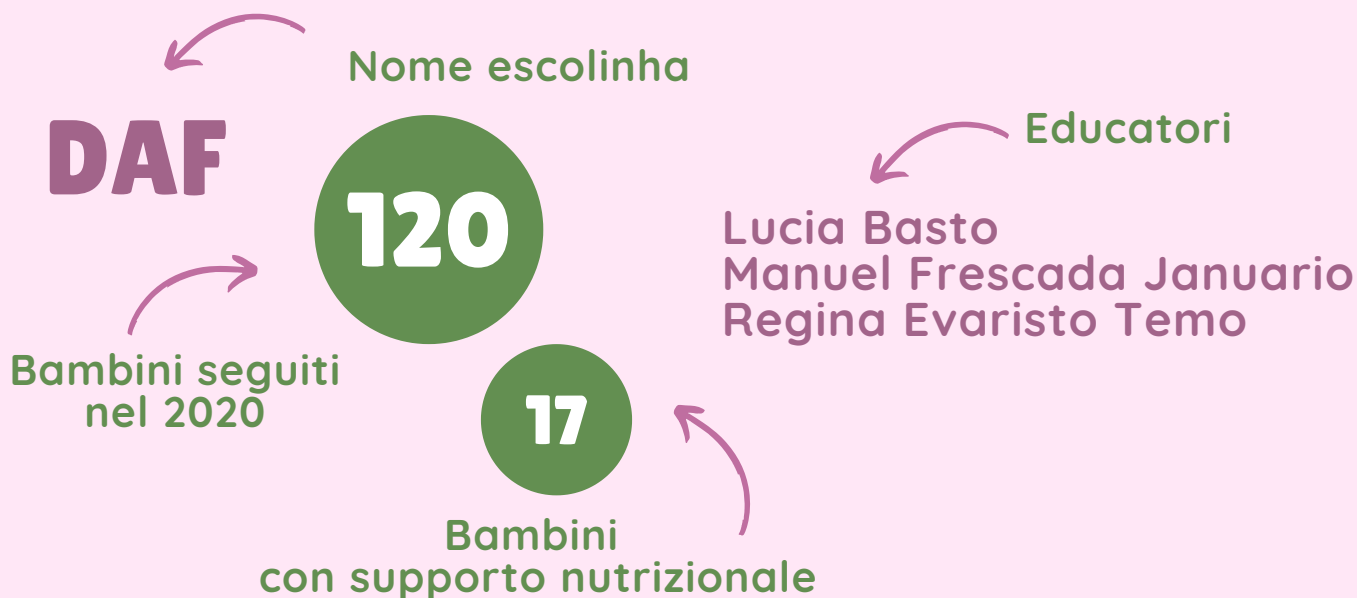 Nome escolinha
DAF
120
Bambini seguiti
nel 2020
17
Bambini
con supporto nutrizionale
Educatori
Lucia Basto
Manuel Frescada Januario
Regina Evaristo Temo